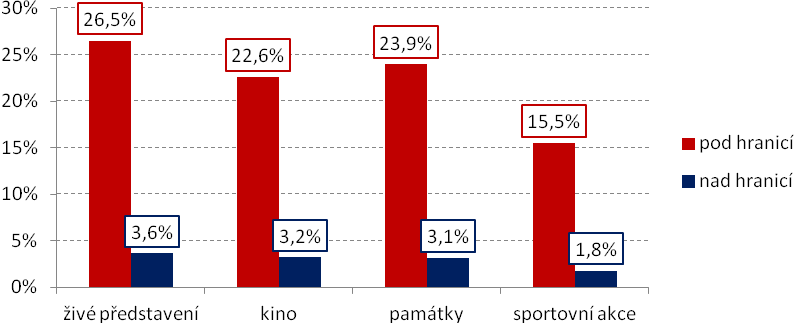 30%
25%
20%
15%
10%
5%
0%
26,5%
3,6%
22,6%
3,2%
23,9%
3,1%
15,5%
1,8%
živé představení
kino
památky
sportovní akce
pod hranicí
nad hranicí